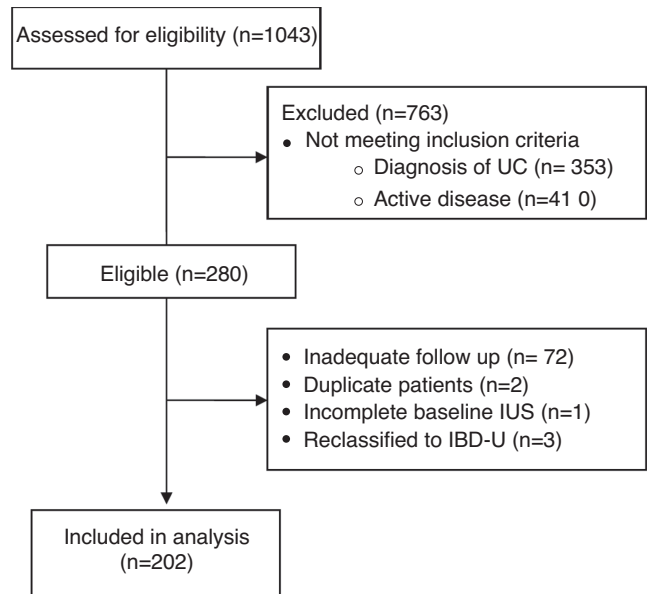 Assessed for eligibility (n=1043)
Excluded (n=763)
• Not meeting inclusion criteria
○ Diagnosis of UC (n= 353)
○ Active disease (n=41 0)
Eligible (n=280)
• Inadequate follow up (n= 72)
• Duplicate patients (n=2)
• Incomplete baseline IUS (n=1)
• Reclassified to IBD-U (n=3)
Included in analysis
(n=202)